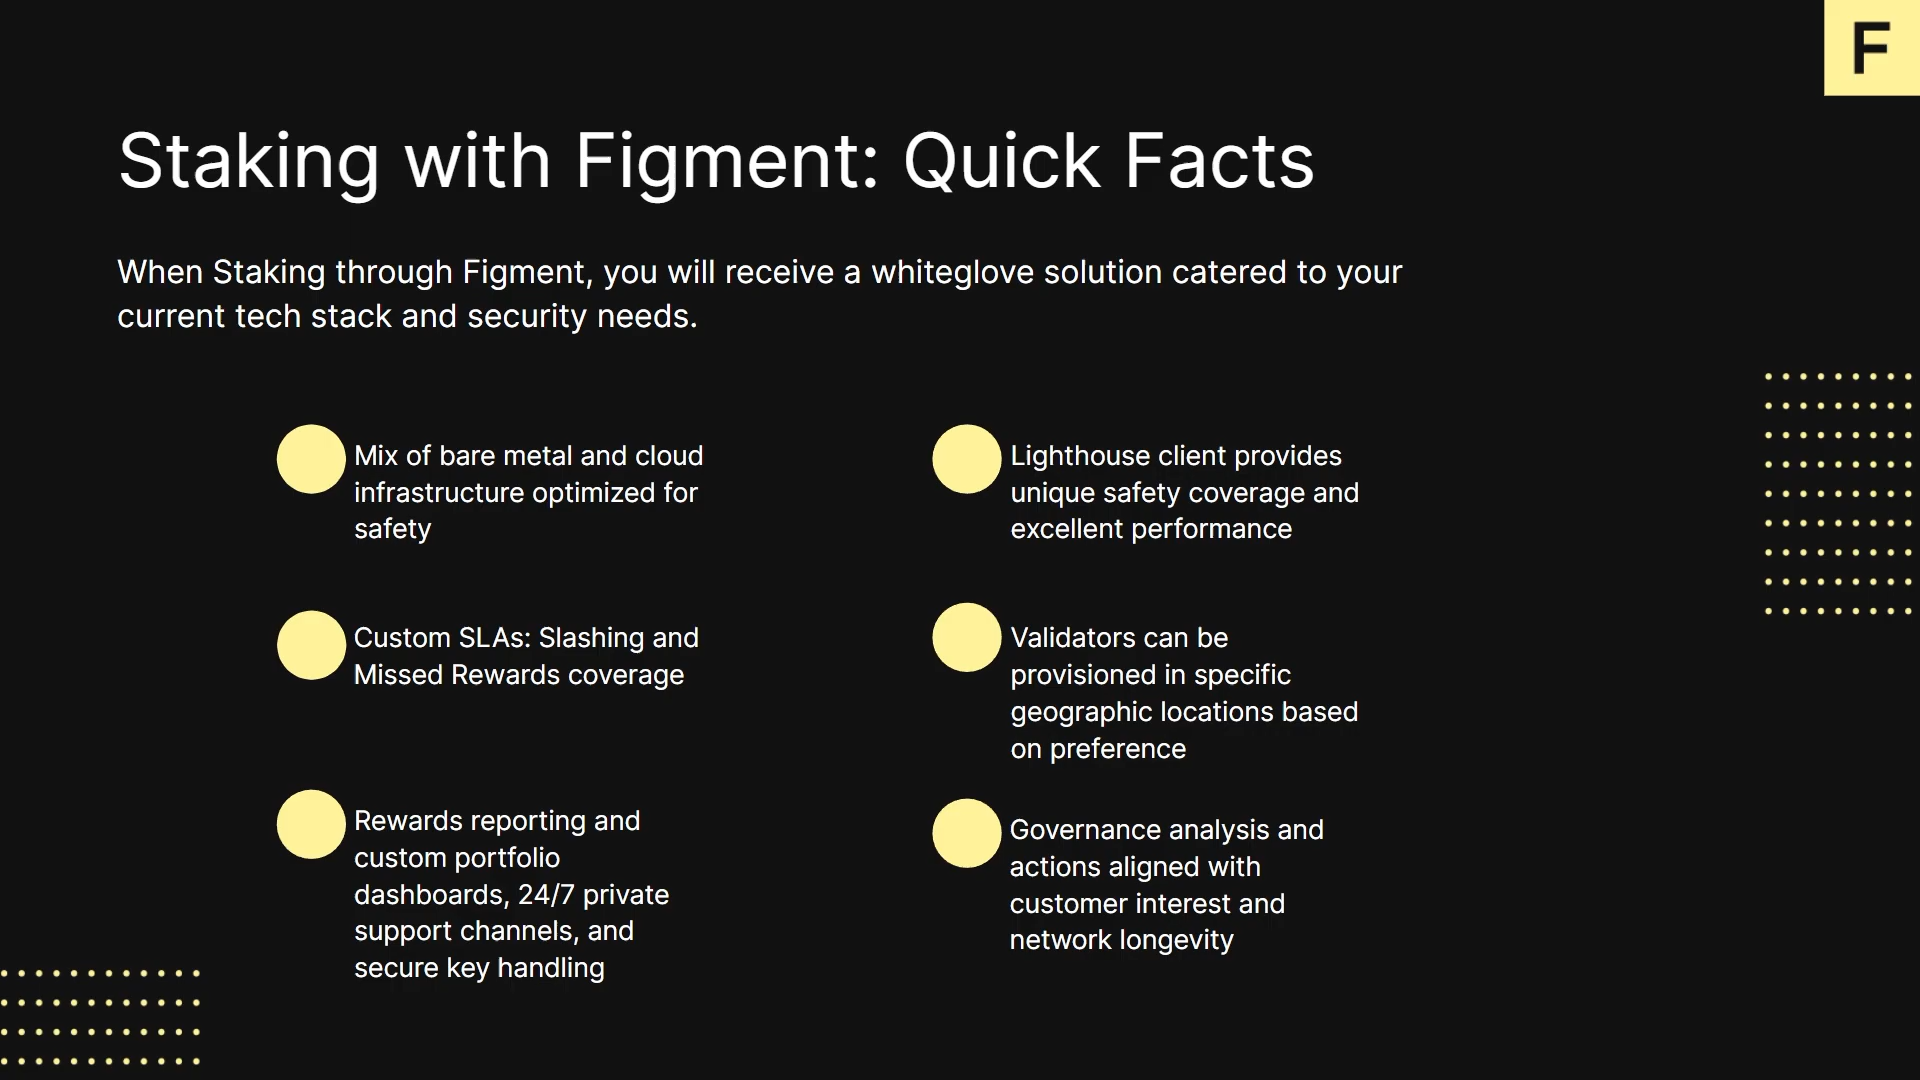 F
Staking with Figment: Quick Facts
When Staking through Figment, you will receive a whiteglove solution catered to your
current tech stack and security needs.
Mix of bare metal and cloud
infrastructure optimized for
safety
Custom SLAs: Slashing and
Missed Rewards coverage
Rewards reporting and
custom portfolio
dashboards, 24/7 private
support channels, and
secure key handling
Lighthouse client provides
unique safety coverage and
excellent performance
Validators can be
provisioned in specific
geographic locations based
on preference
Governance analysis and
actions aligned with
customer interest and
network longevity